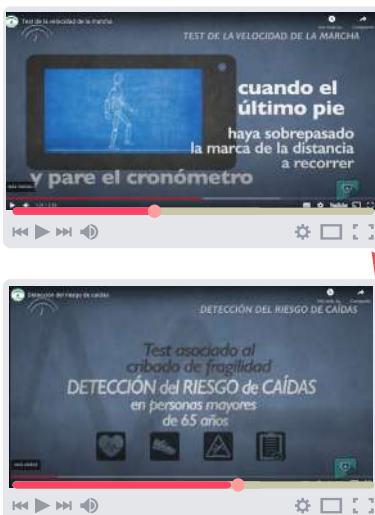 Test de la velocidad de la marcha
TEST DE LA VELOCIDAD DE LA MARCHA
cuando el
último pie
haya sobrepasado
la marca de la distancia
a recorrer
y pare el cronómetro
YouTube
Detección del riesgo de caídas
DETECCIÓN DEL RIESGO DE CAÍDAS
Test asociado al
cribado de fragilidad
DETECCIÓN del RIESGO de CAÍDAS
en personas mayores
de 65 años